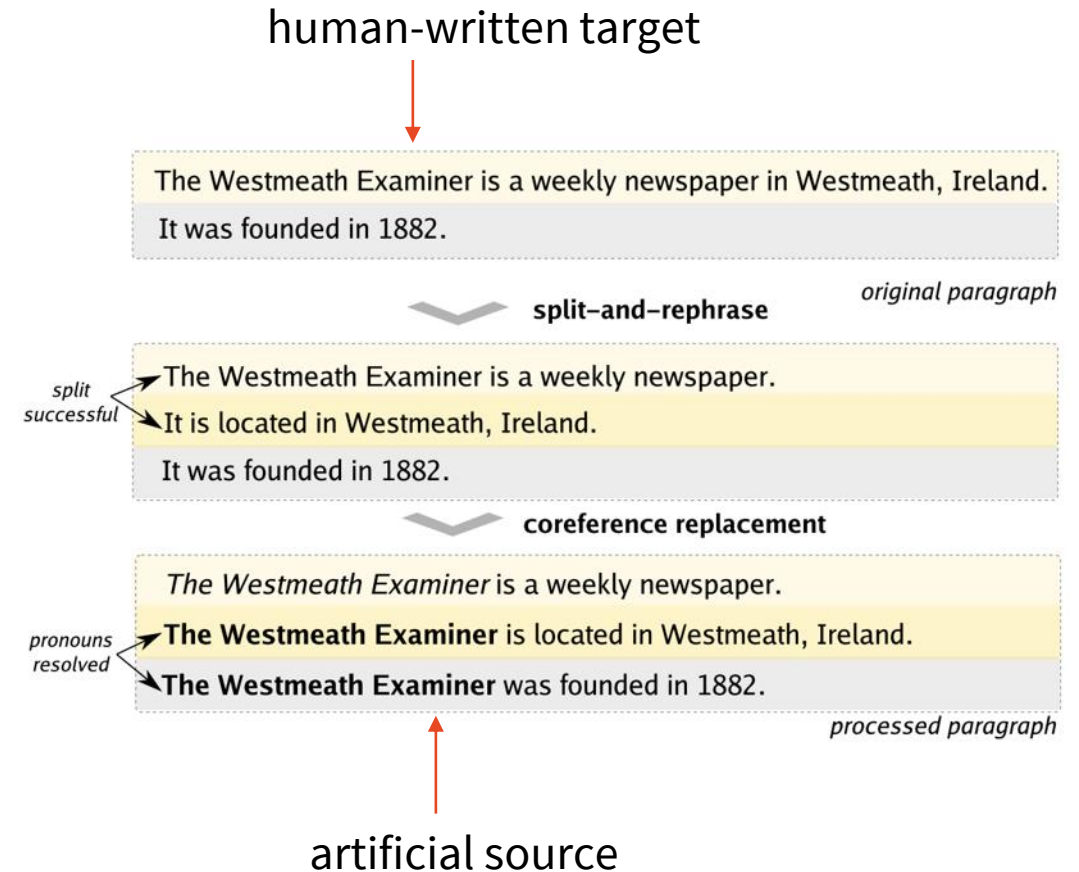 human-written target
The Westmeath Examiner is a weekly newspaper in Westmeath, Ireland.
It was founded in 1882.
original paragraph
split–and–rephrase
split
successful
The Westmeath Examiner is a weekly newspaper.
It is located in Westmeath, Ireland.
It was founded in 1882.
coreference replacement
The Westmeath Examiner is a weekly newspaper.
pronouns
resolved
The Westmeath Examiner is located in Westmeath, Ireland.
The Westmeath Examiner was founded in 1882.
processed paragraph
artificial source